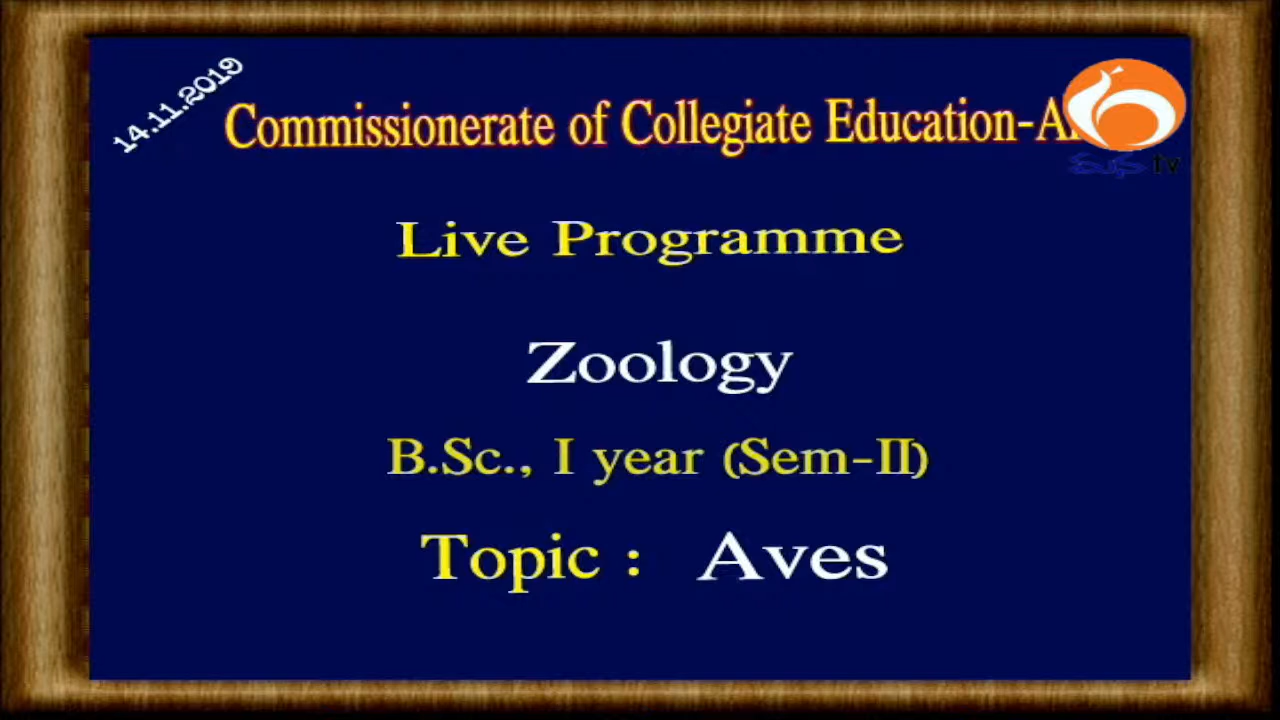 14.11.2019
Commissionerate of Collegiate Education-A
Live Programme
Zoology
B.Sc., I year (Sem-II)
Topic : Aves
tv